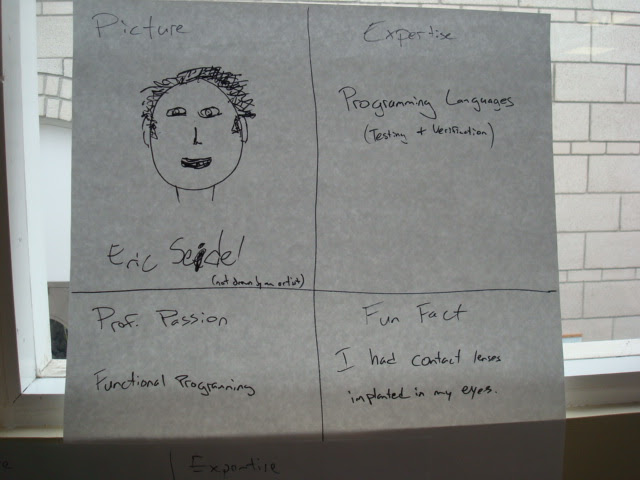 Picture
Eric Seidel
(not drawn by an artist)
Expertise
Programming Languages
(Testing + Verification)
Prof. Passion
Functional Programming
Fun Fact
I had contact lenses
implanted in my eyes.
Expertise